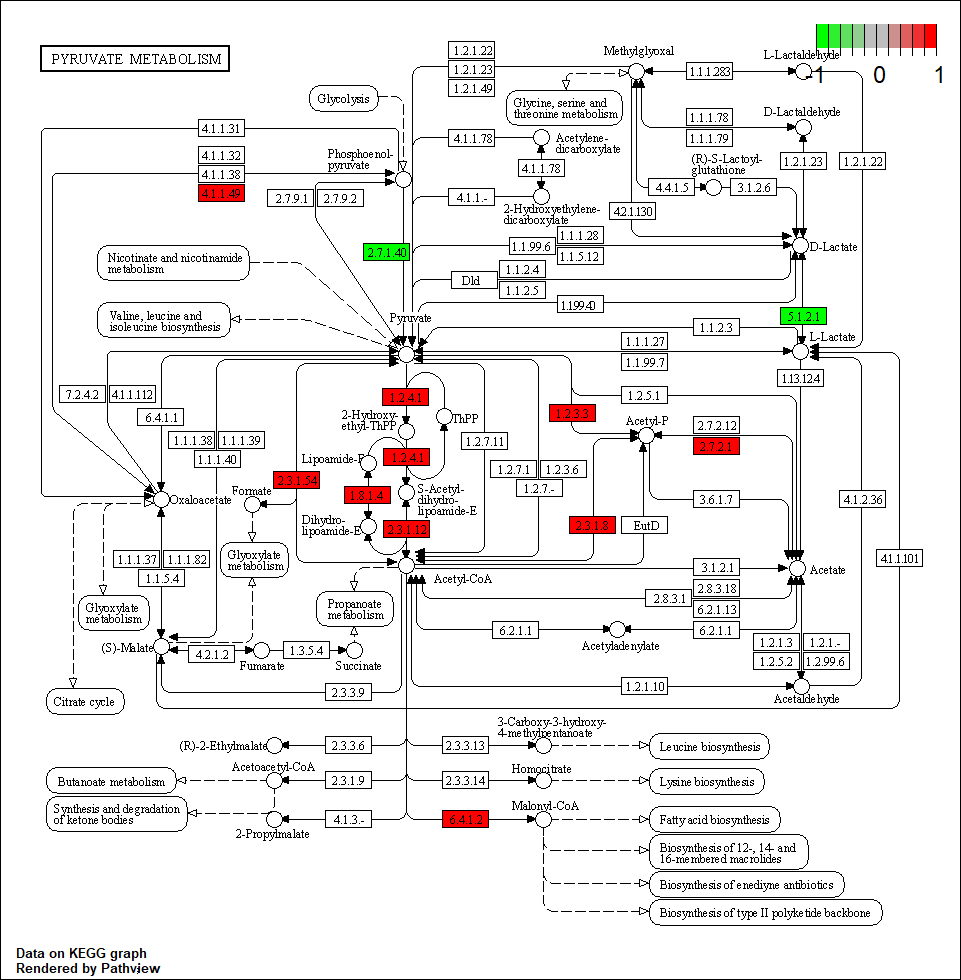 PYRUVATE METABOLISM
-1 0 1
1.2.1.22
1.2.1.23
1.2.1.49
Methylglyoxal
1.1.1.283
L-Lactaldehyde
Glycolysis
Glycine, serine and
threonine metabolism
1.1.1.78
1.1.1.79
D-Lactaldehyde
4.1.1.31
4.1.1.32
4.1.1.38
4.1.1.49
Phosphoenol-
pyruvate
4.1.1.78
Acetylene-
dicarboxylate
4.1.1.78
(R)-S-Lactoyl-
glutathione
1.2.1.23
1.2.1.22
4.4.1.5
3.1.2.6
2.7.9.1
2.7.9.2
4.1.1.-
2-Hydroxyethylene-
dicarboxylate
4.2.1.130
2.7.1.40
1.1.99.6
1.1.1.28
1.1.5.12
D-Lactate
Nicotinate and nicotinamide
metabolism
Dld
1.1.2.4
1.1.2.5
1.1.99.40
Valine, leucine and
isoleucine biosynthesis
Pyruvate
5.1.2.1
1.1.2.3
L-Lactate
1.1.1.27
1.1.99.7
1.13.12.4
7.2.4.2
4.1.1.112
6.4.1.1
1.2.4.1
1.2.5.1
2-Hydroxy-
ethyl-ThPP
ThPP
1.2.3.3
Acetyl-P
2.7.2.12
2.7.2.1
1.1.1.38
1.1.1.39
1.1.1.40
1.2.7.11
Lipoamide-E
1.2.4.1
1.2.7.1
1.2.3.6
1.2.7.-
2.3.1.54
Formate
1.8.1.4
S-Acetyl-
dihydro-
lipoamide-E
Oxaloacetate
3.6.1.7
4.1.2.36
Dihydro-
lipoamide-E
2.3.1.12
2.3.1.8
EutD
1.1.1.37
1.1.1.82
1.1.5.4
Glyoxylate
metabolism
4.1.1.101
Acetyl-CoA
3.1.2.1
Acetate
2.8.3.18
2.8.3.1
6.2.1.13
Glyoxylate
metabolism
Propanoate
metabolism
6.2.1.1
Acetyladenylate
6.2.1.1
(S)-Malate
4.2.1.2
Fumarate
1.3.5.4
Succinate
1.2.1.3
1.2.1.-
1.2.5.2
1.2.99.6
2.3.3.9
1.2.1.10
Acetaldehyde
Citrate cycle
(R)-2-Ethylmalate
2.3.3.6
2.3.3.13
3-Carboxy-3-hydroxy-
4-methylpentanoate
Leucine biosynthesis
Butanoate metabolism
Acetoacetyl-CoA
2.3.1.9
2.3.3.14
Homocitrate
Lysine biosynthesis
Synthesis and degradation
of ketone bodies
2-Propylmalate
4.1.3.-
6.4.1.2
Malonyl-CoA
Fatty acid biosynthesis
Biosynthesis of 12-, 14- and
16-membered macrolides
Biosynthesis of enediyne antibiotics
Biosynthesis of type II polyketide backbone
Data on KEGG graph
Rendered by Pathview